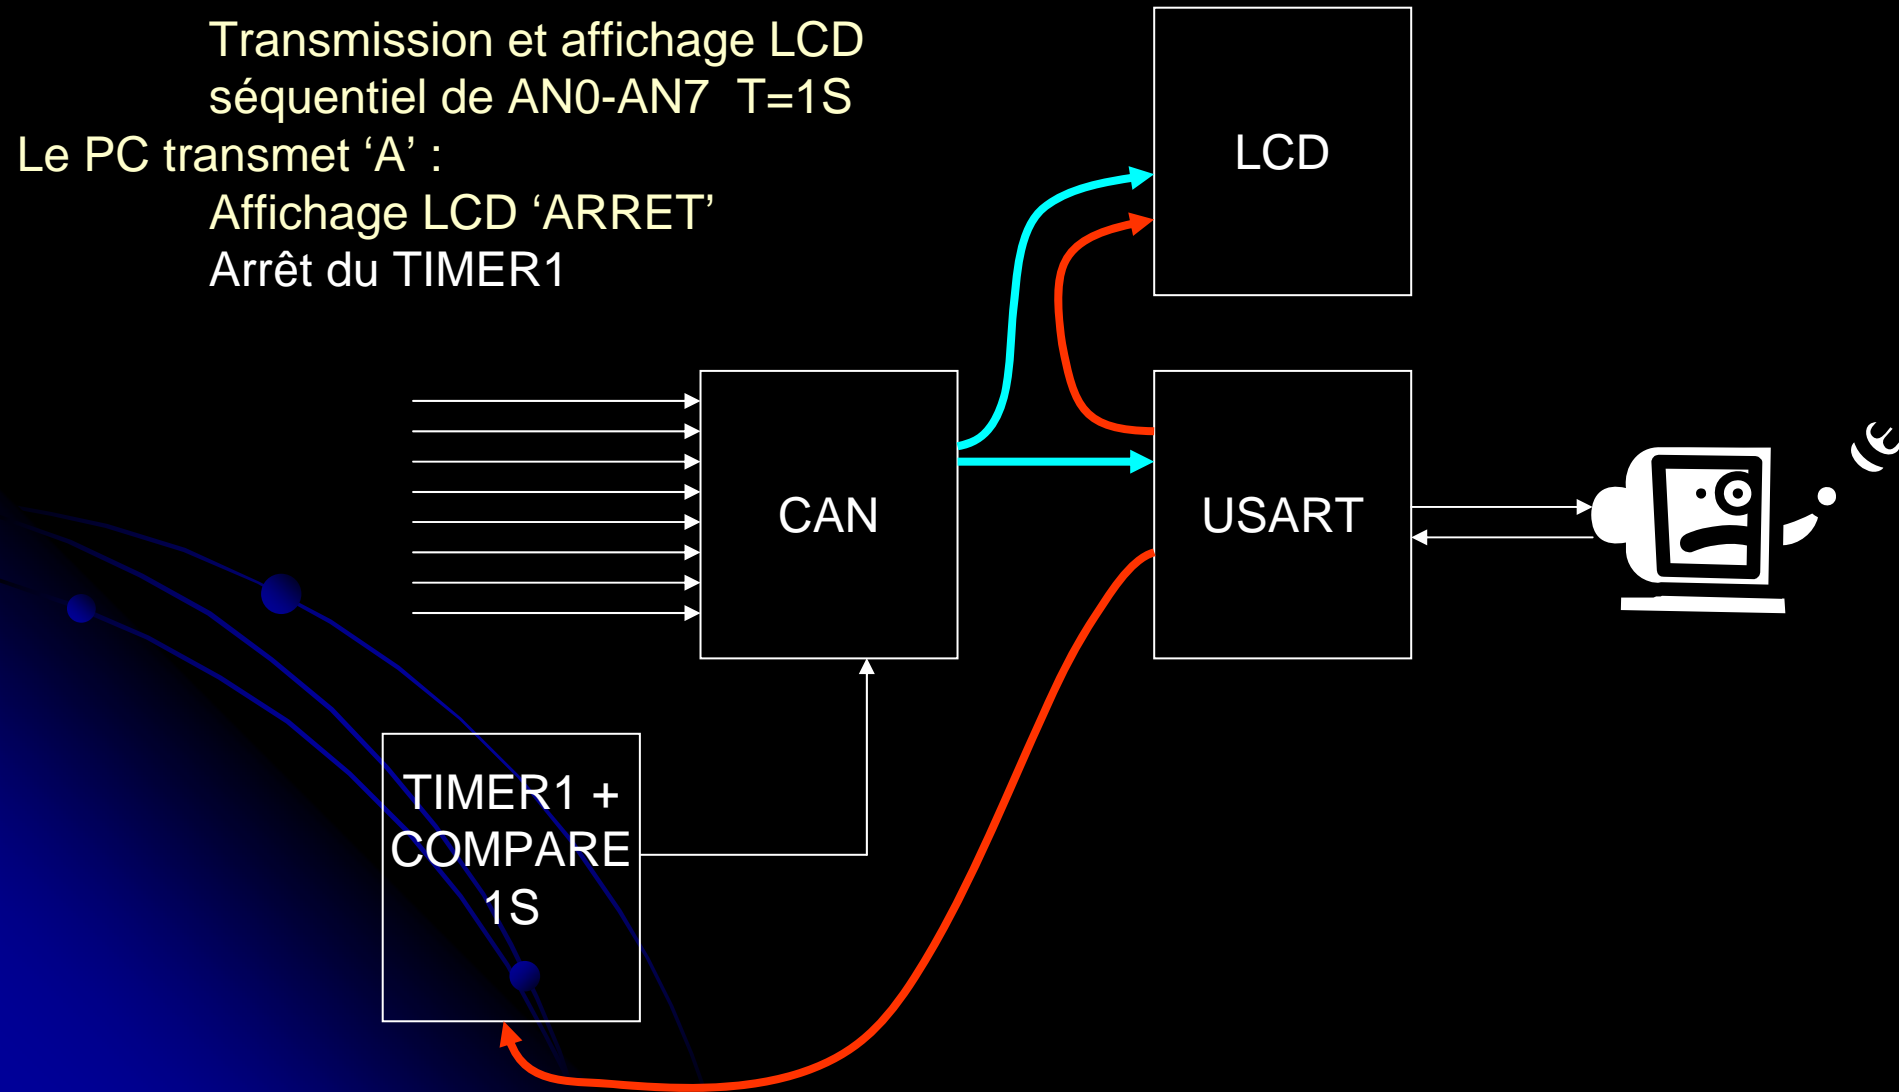 Transmission et affichage LCD
séquentiel de AN0-AN7  T=1S
Le PC transmet ‘A’ :
Affichage LCD ‘ARRET’
Arrêt du TIMER1
LCD
CAN
USART
TIMER1 +
COMPARE
1S